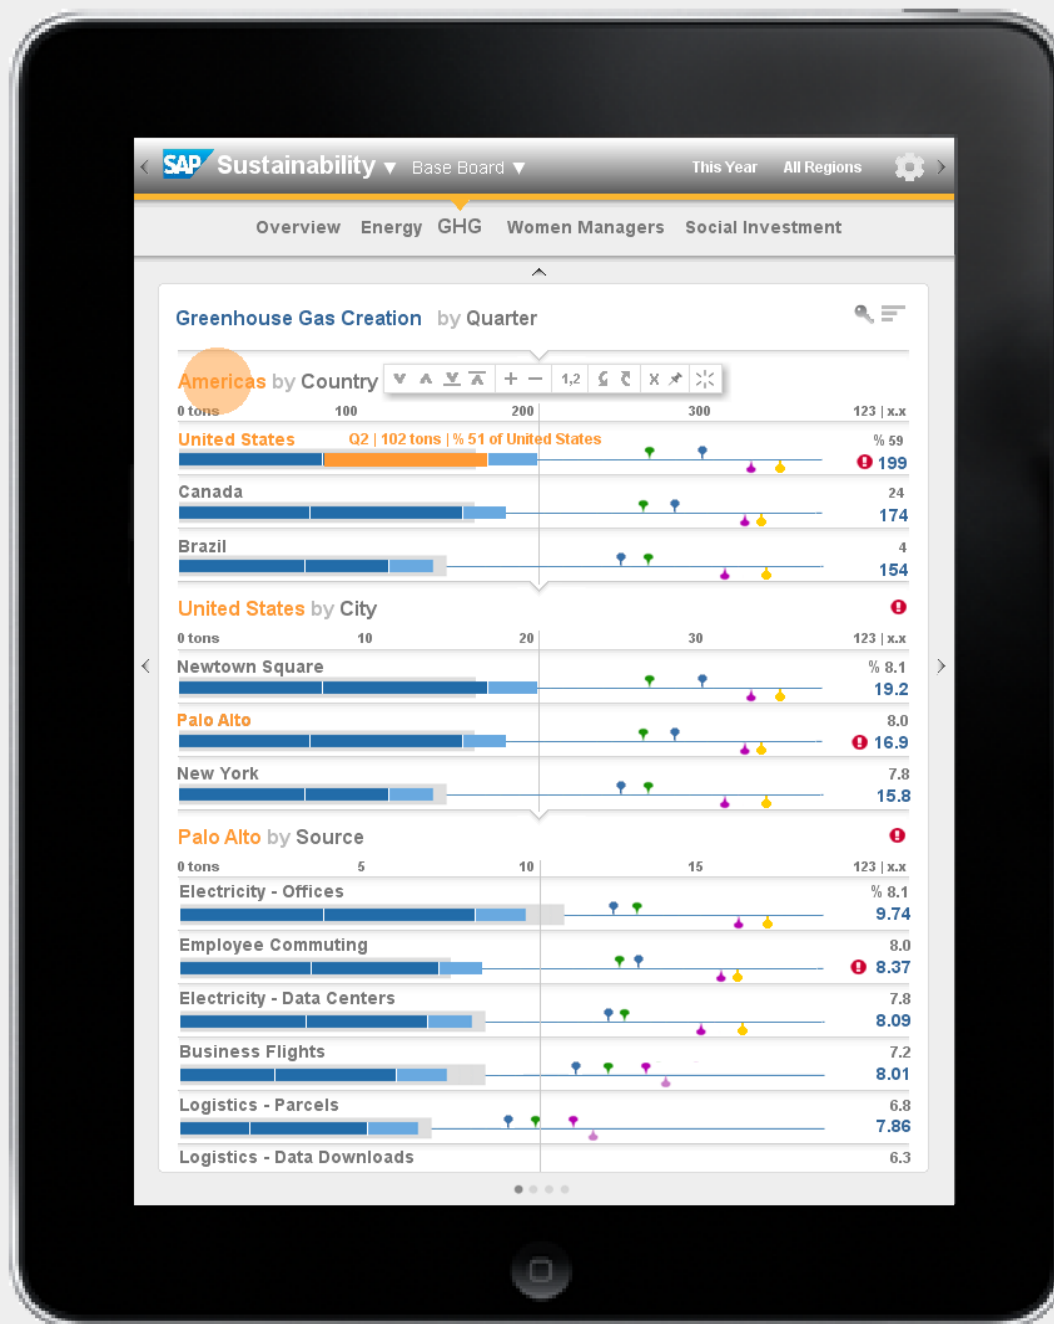 SAP Sustainability Base Board This Year All Regions
Overview Energy GHG Women Managers Social Investment
Greenhouse Gas Creation by Quarter
Americas by Country 1,2 X
0 tons 100 200 300 123 | x.x
United States Q2 | 102 tons | % 51 of United States % 59
199
Canada 24
174
Brazil 4
154
United States by City
0 tons 10 20 30 123 | x.x
Newtown Square % 8.1
19.2
Palo Alto 8.0
16.9
New York 7.8
15.8
Palo Alto by Source
0 tons 5 10 15 123 | x.x
Electricity - Offices % 8.1
9.74
Employee Commuting 8.0
8.37
Electricity - Data Centers 7.8
8.09
Business Flights 7.2
8.01
Logistics - Parcels 6.8
7.86
Logistics - Data Downloads 6.3